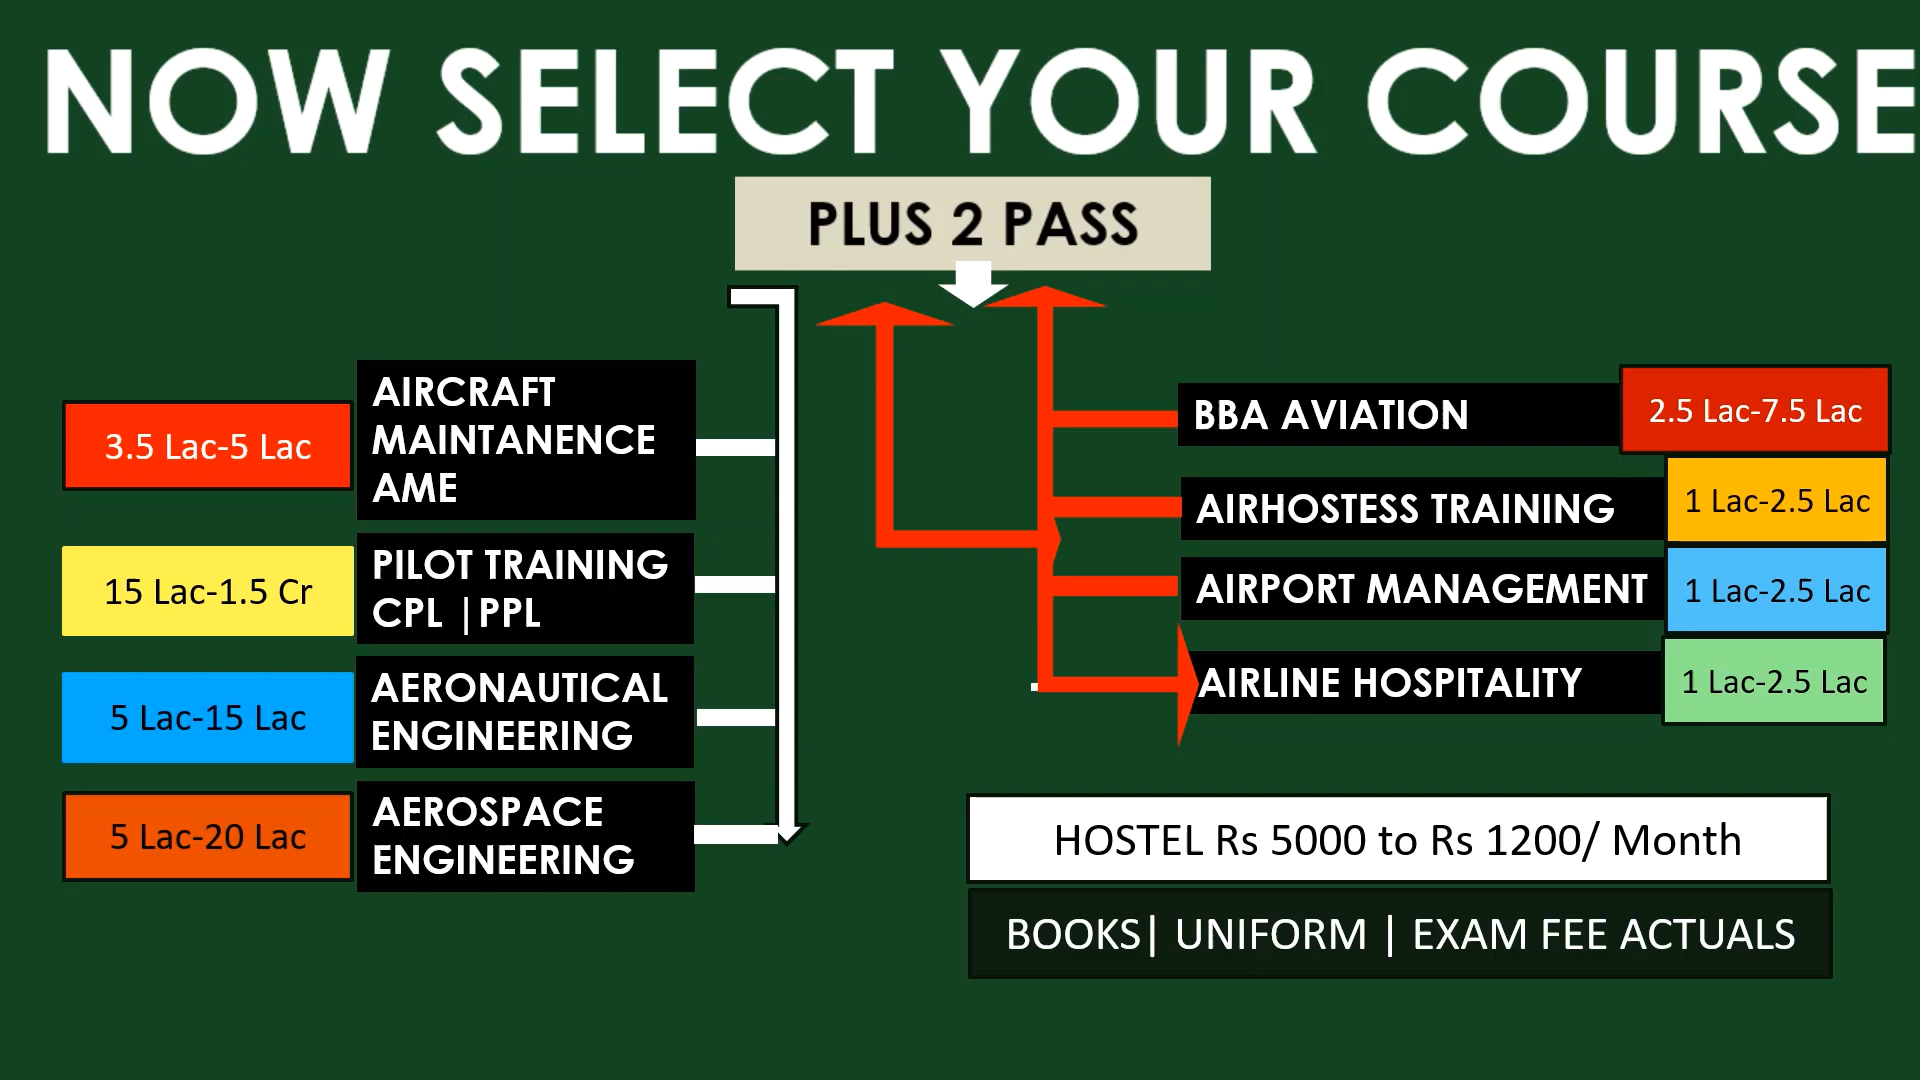 NOW SELECT YOUR COURSE
PLUS 2 PASS
3.5 Lac-5 Lac
AIRCRAFT
MAINTANENCE
AME
15 Lac-1.5 Cr
PILOT TRAINING
CPL |PPL
5 Lac-15 Lac
AERONAUTICAL
ENGINEERING
5 Lac-20 Lac
AEROSPACE
ENGINEERING
BBA AVIATION
2.5 Lac-7.5 Lac
AIRHOSTESS TRAINING
1 Lac-2.5 Lac
AIRPORT MANAGEMENT
1 Lac-2.5 Lac
AIRLINE HOSPITALITY
1 Lac-2.5 Lac
HOSTEL Rs 5000 to Rs 1200/ Month
BOOKS| UNIFORM | EXAM FEE ACTUALS